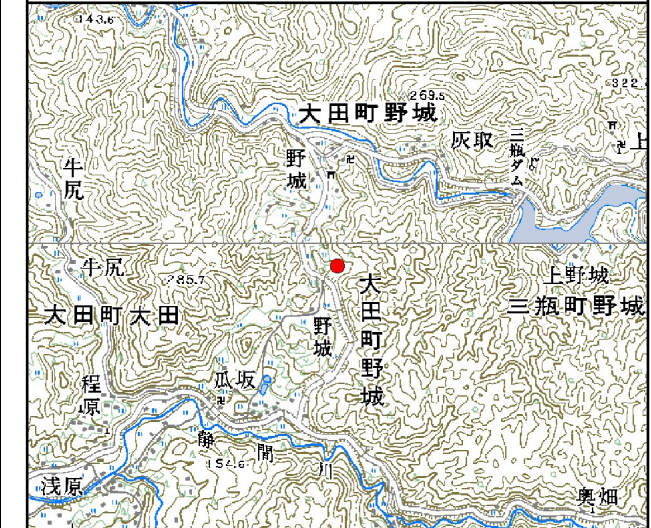 143.6
269.5
322.
大田町野城
灰取
三瓶ダム
上
野城
牛尻
牛尻
285.7
大田町大田
上野城
三瓶町野城
大田町野城
野城
瓜坂
程原
静間川
154.6
浅原
奥畑